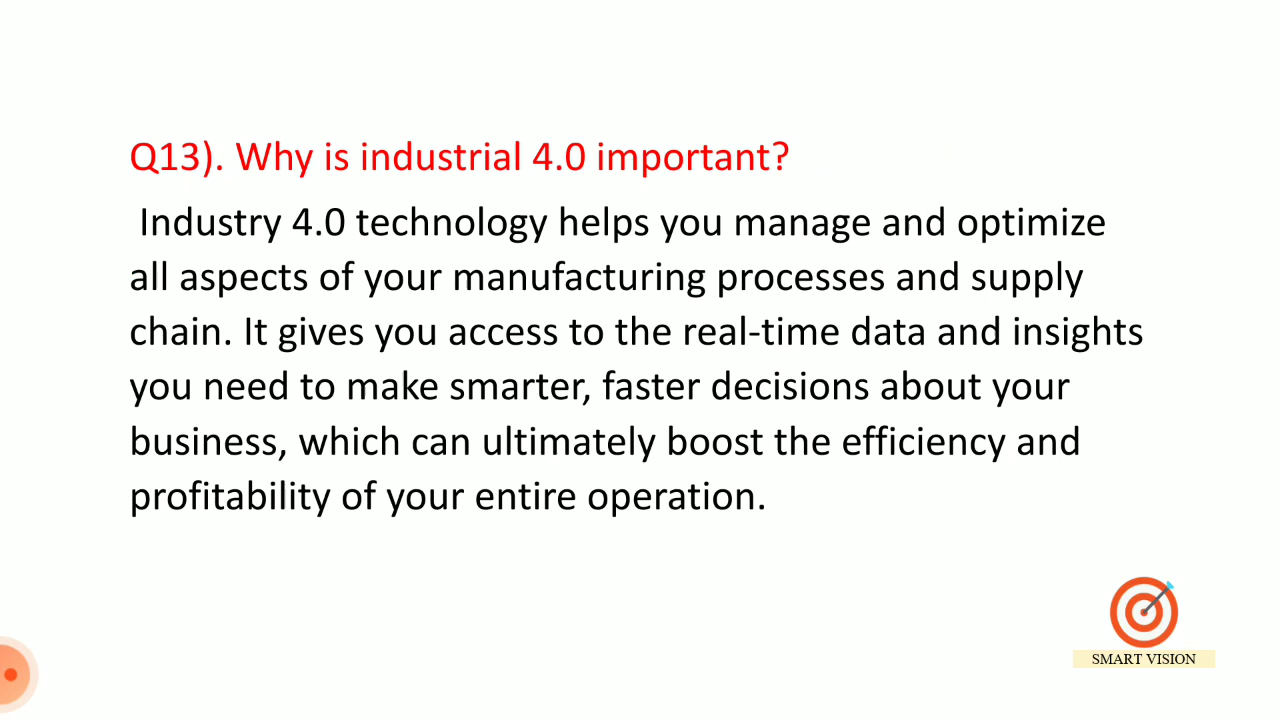 Q13). Why is industrial 4.0 important?
Industry 4.0 technology helps you manage and optimize
all aspects of your manufacturing processes and supply
chain. It gives you access to the real-time data and insights
you need to make smarter, faster decisions about your
business, which can ultimately boost the efficiency and
profitability of your entire operation.
SMART VISION